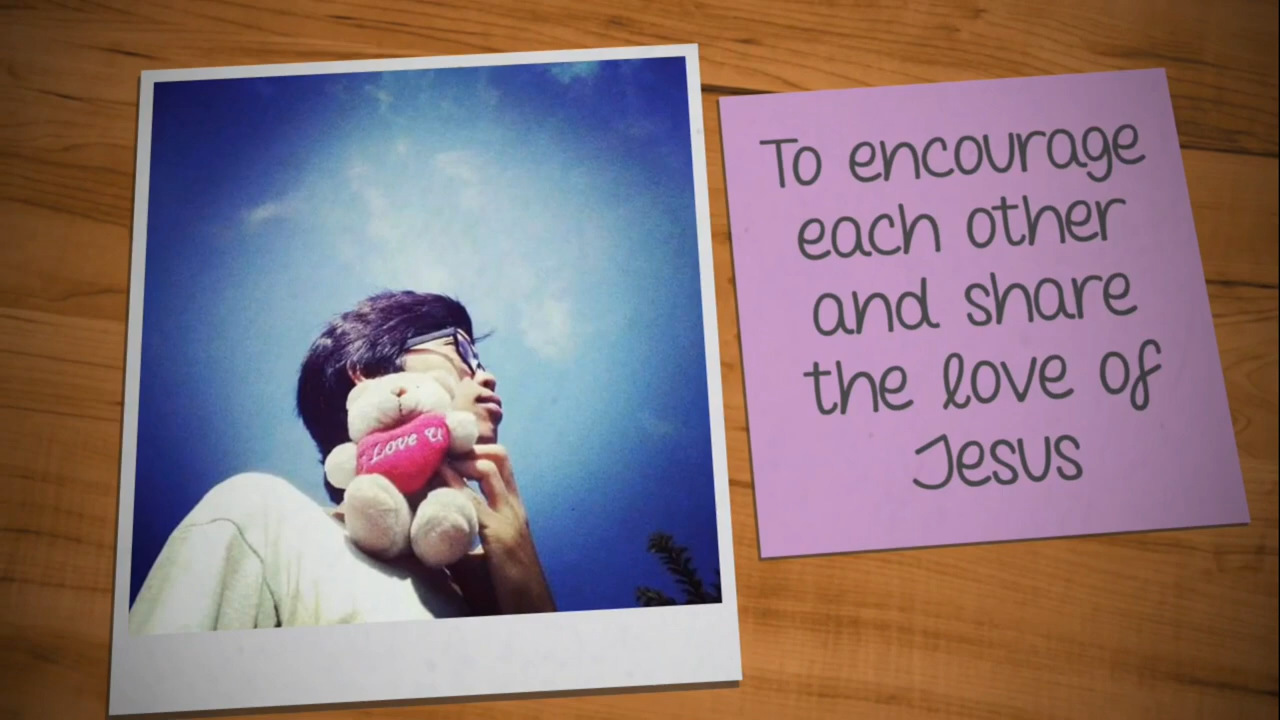 Love U
To encourage
each other
and share
the love of
Jesus